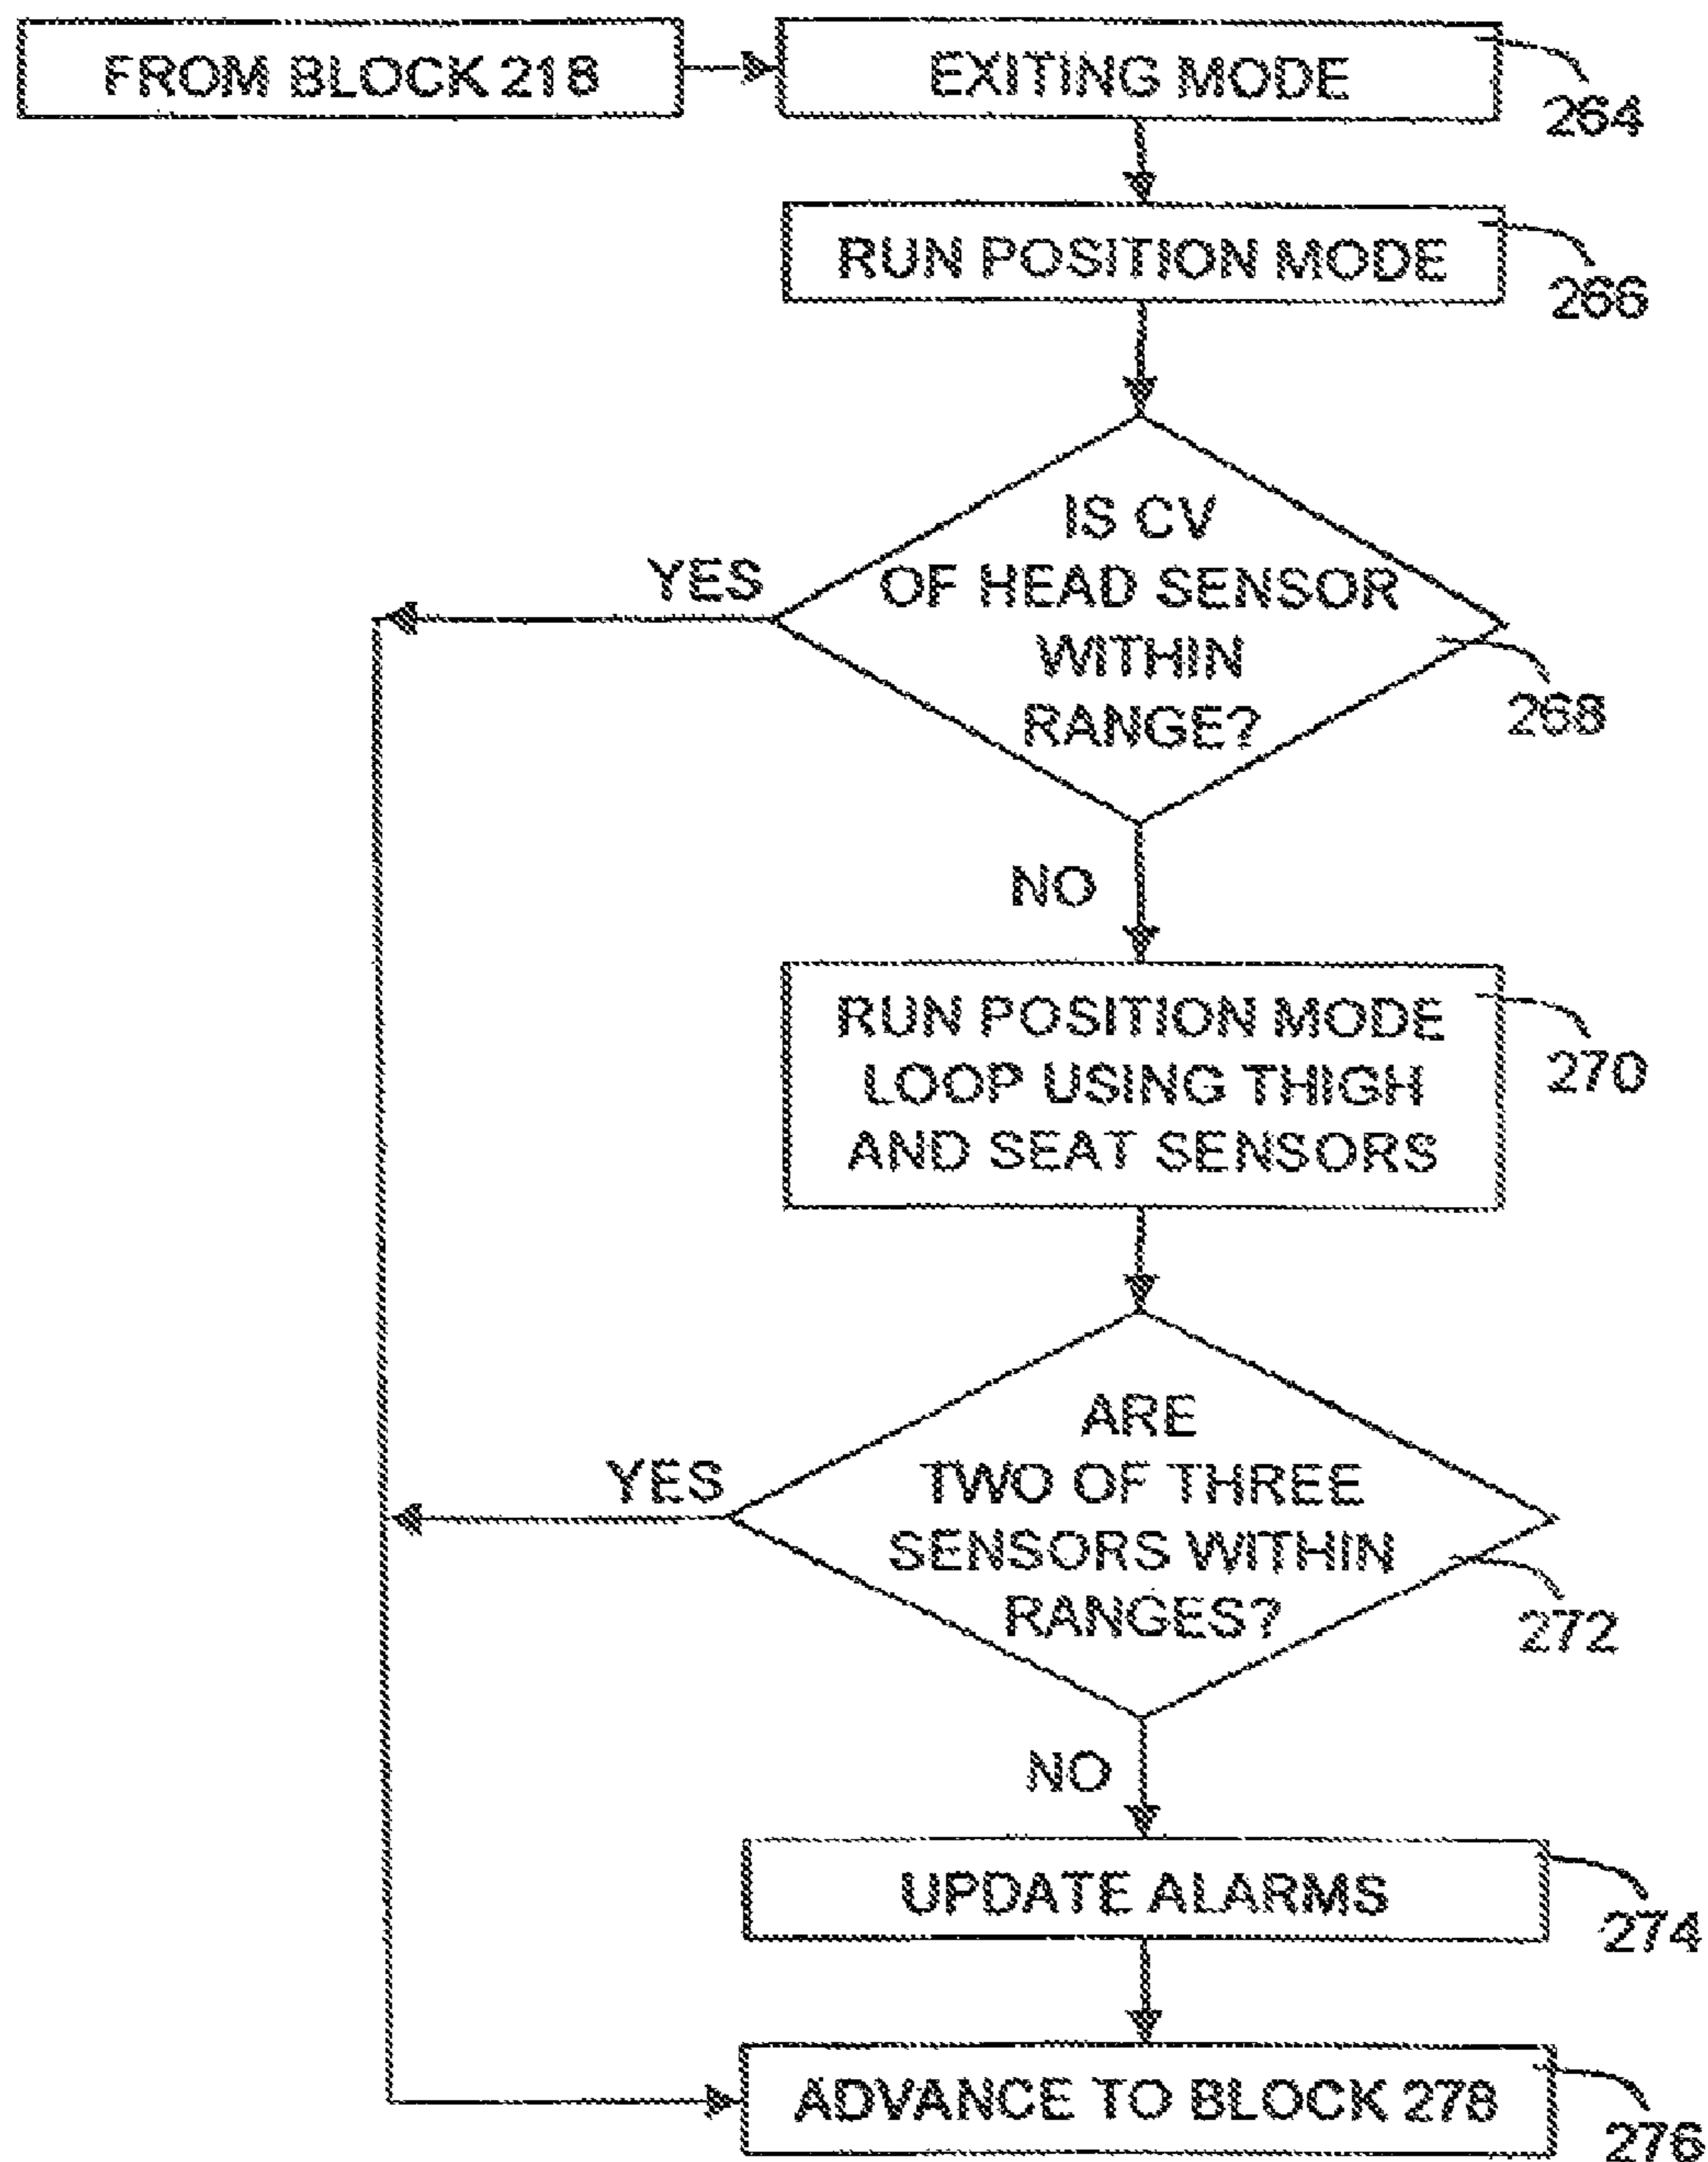 FROM BLOCK 218
EXITING MODE
264
RUN POSITION MODE
266
IS CV
OF HEAD SENSOR
WITHIN
RANGE?
YES
268
NO
RUN POSITION MODE
LOOP USING THIGH
AND SEAT SENSORS
270
ARE
TWO OF THREE
SENSORS WITHIN
RANGES?
YES
272
NO
UPDATE ALARMS
274
ADVANCE TO BLOCK 278
276